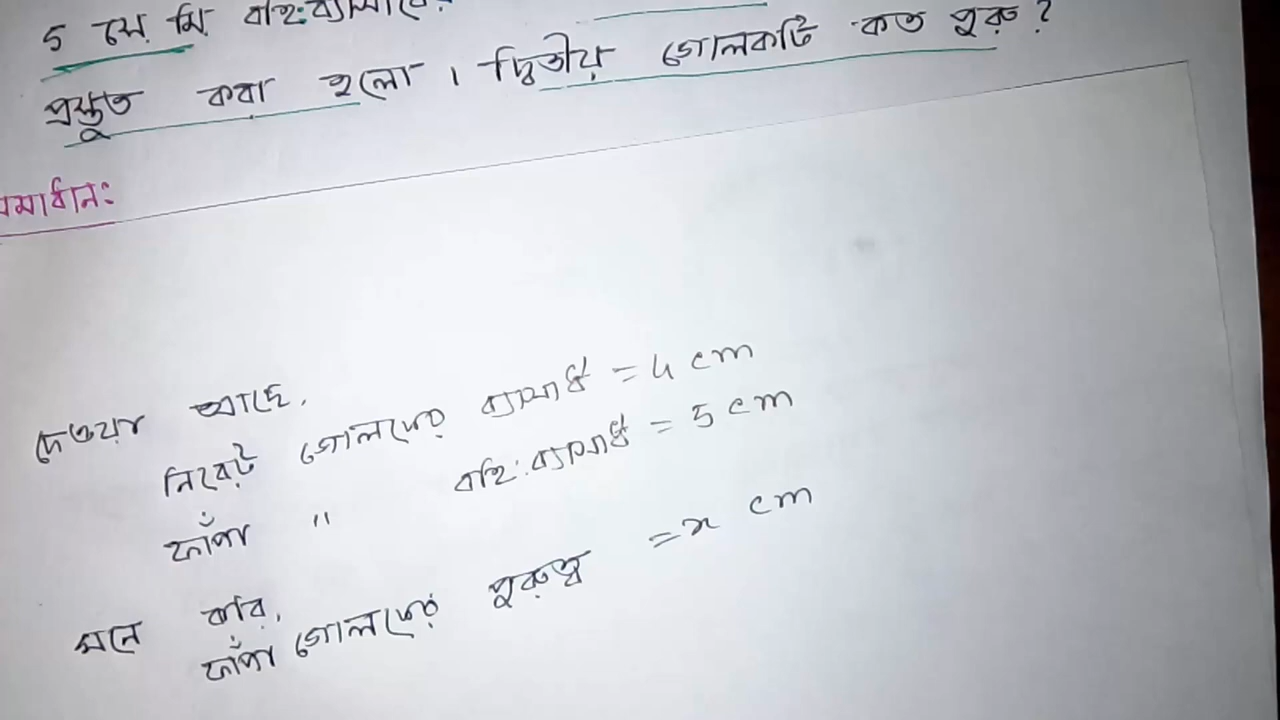 5 সে. মি বহিঃব্যাসার্ধে
প্রস্তুত করা হলো । দ্বিতীয় গোলকটি কত পুরু ?
সমাধান:
দেওয়া আছে,
নিরেট গোলকের ব্যাসার্ধ = 4 cm
ফাঁপা " বহি:ব্যাসার্ধ = 5 cm
মনে করি,
ফাঁপা গোলকের পুরুত্ব = x cm